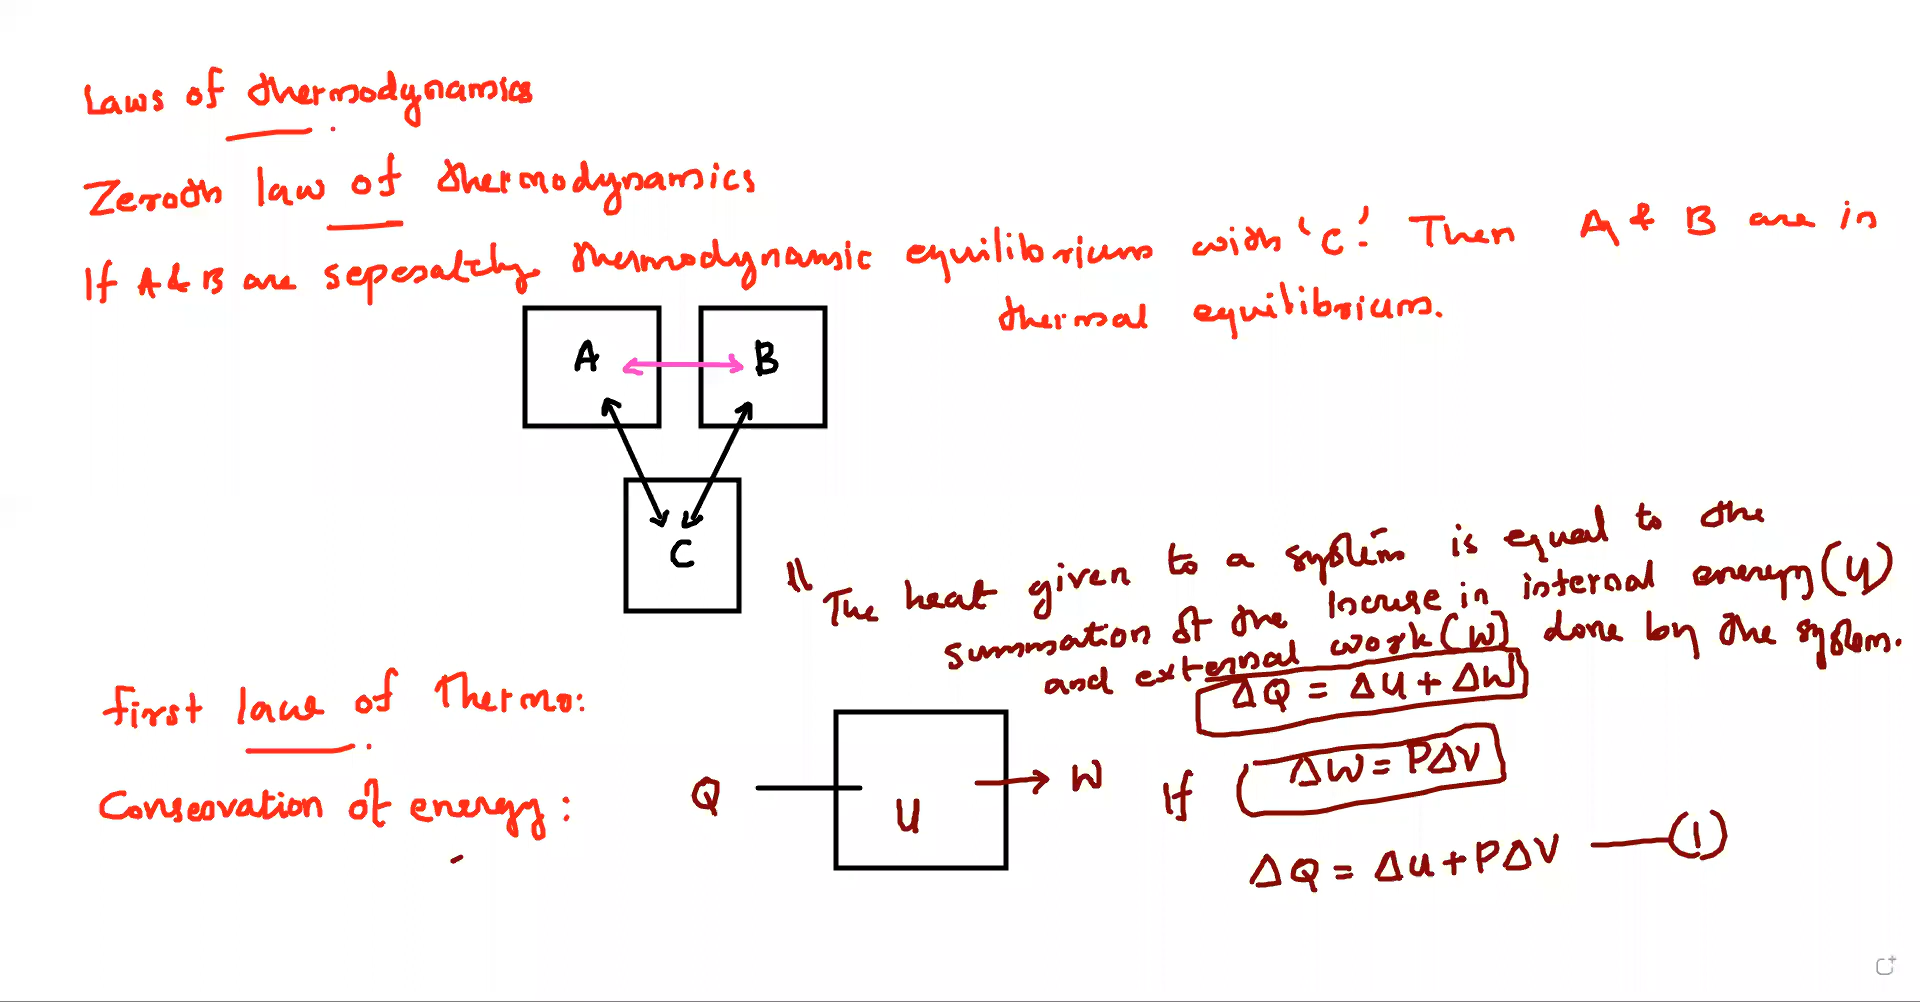 Laws of thermodynamics
Zeroth law of thermodynamics
If A & B are seperatly thermodynamic equilibrium with 'C'. Then A & B are in
thermal equilibrium.
A B
C
" The heat given to a system is equal to the
summation of the Increse in internal energy (U)
and external work (W) done by the system.
ΔQ = ΔU + ΔW
First law of Thermo:
Conservation of energy:
Q U W
If ΔW = PΔV
ΔQ = ΔU + PΔV — (1)